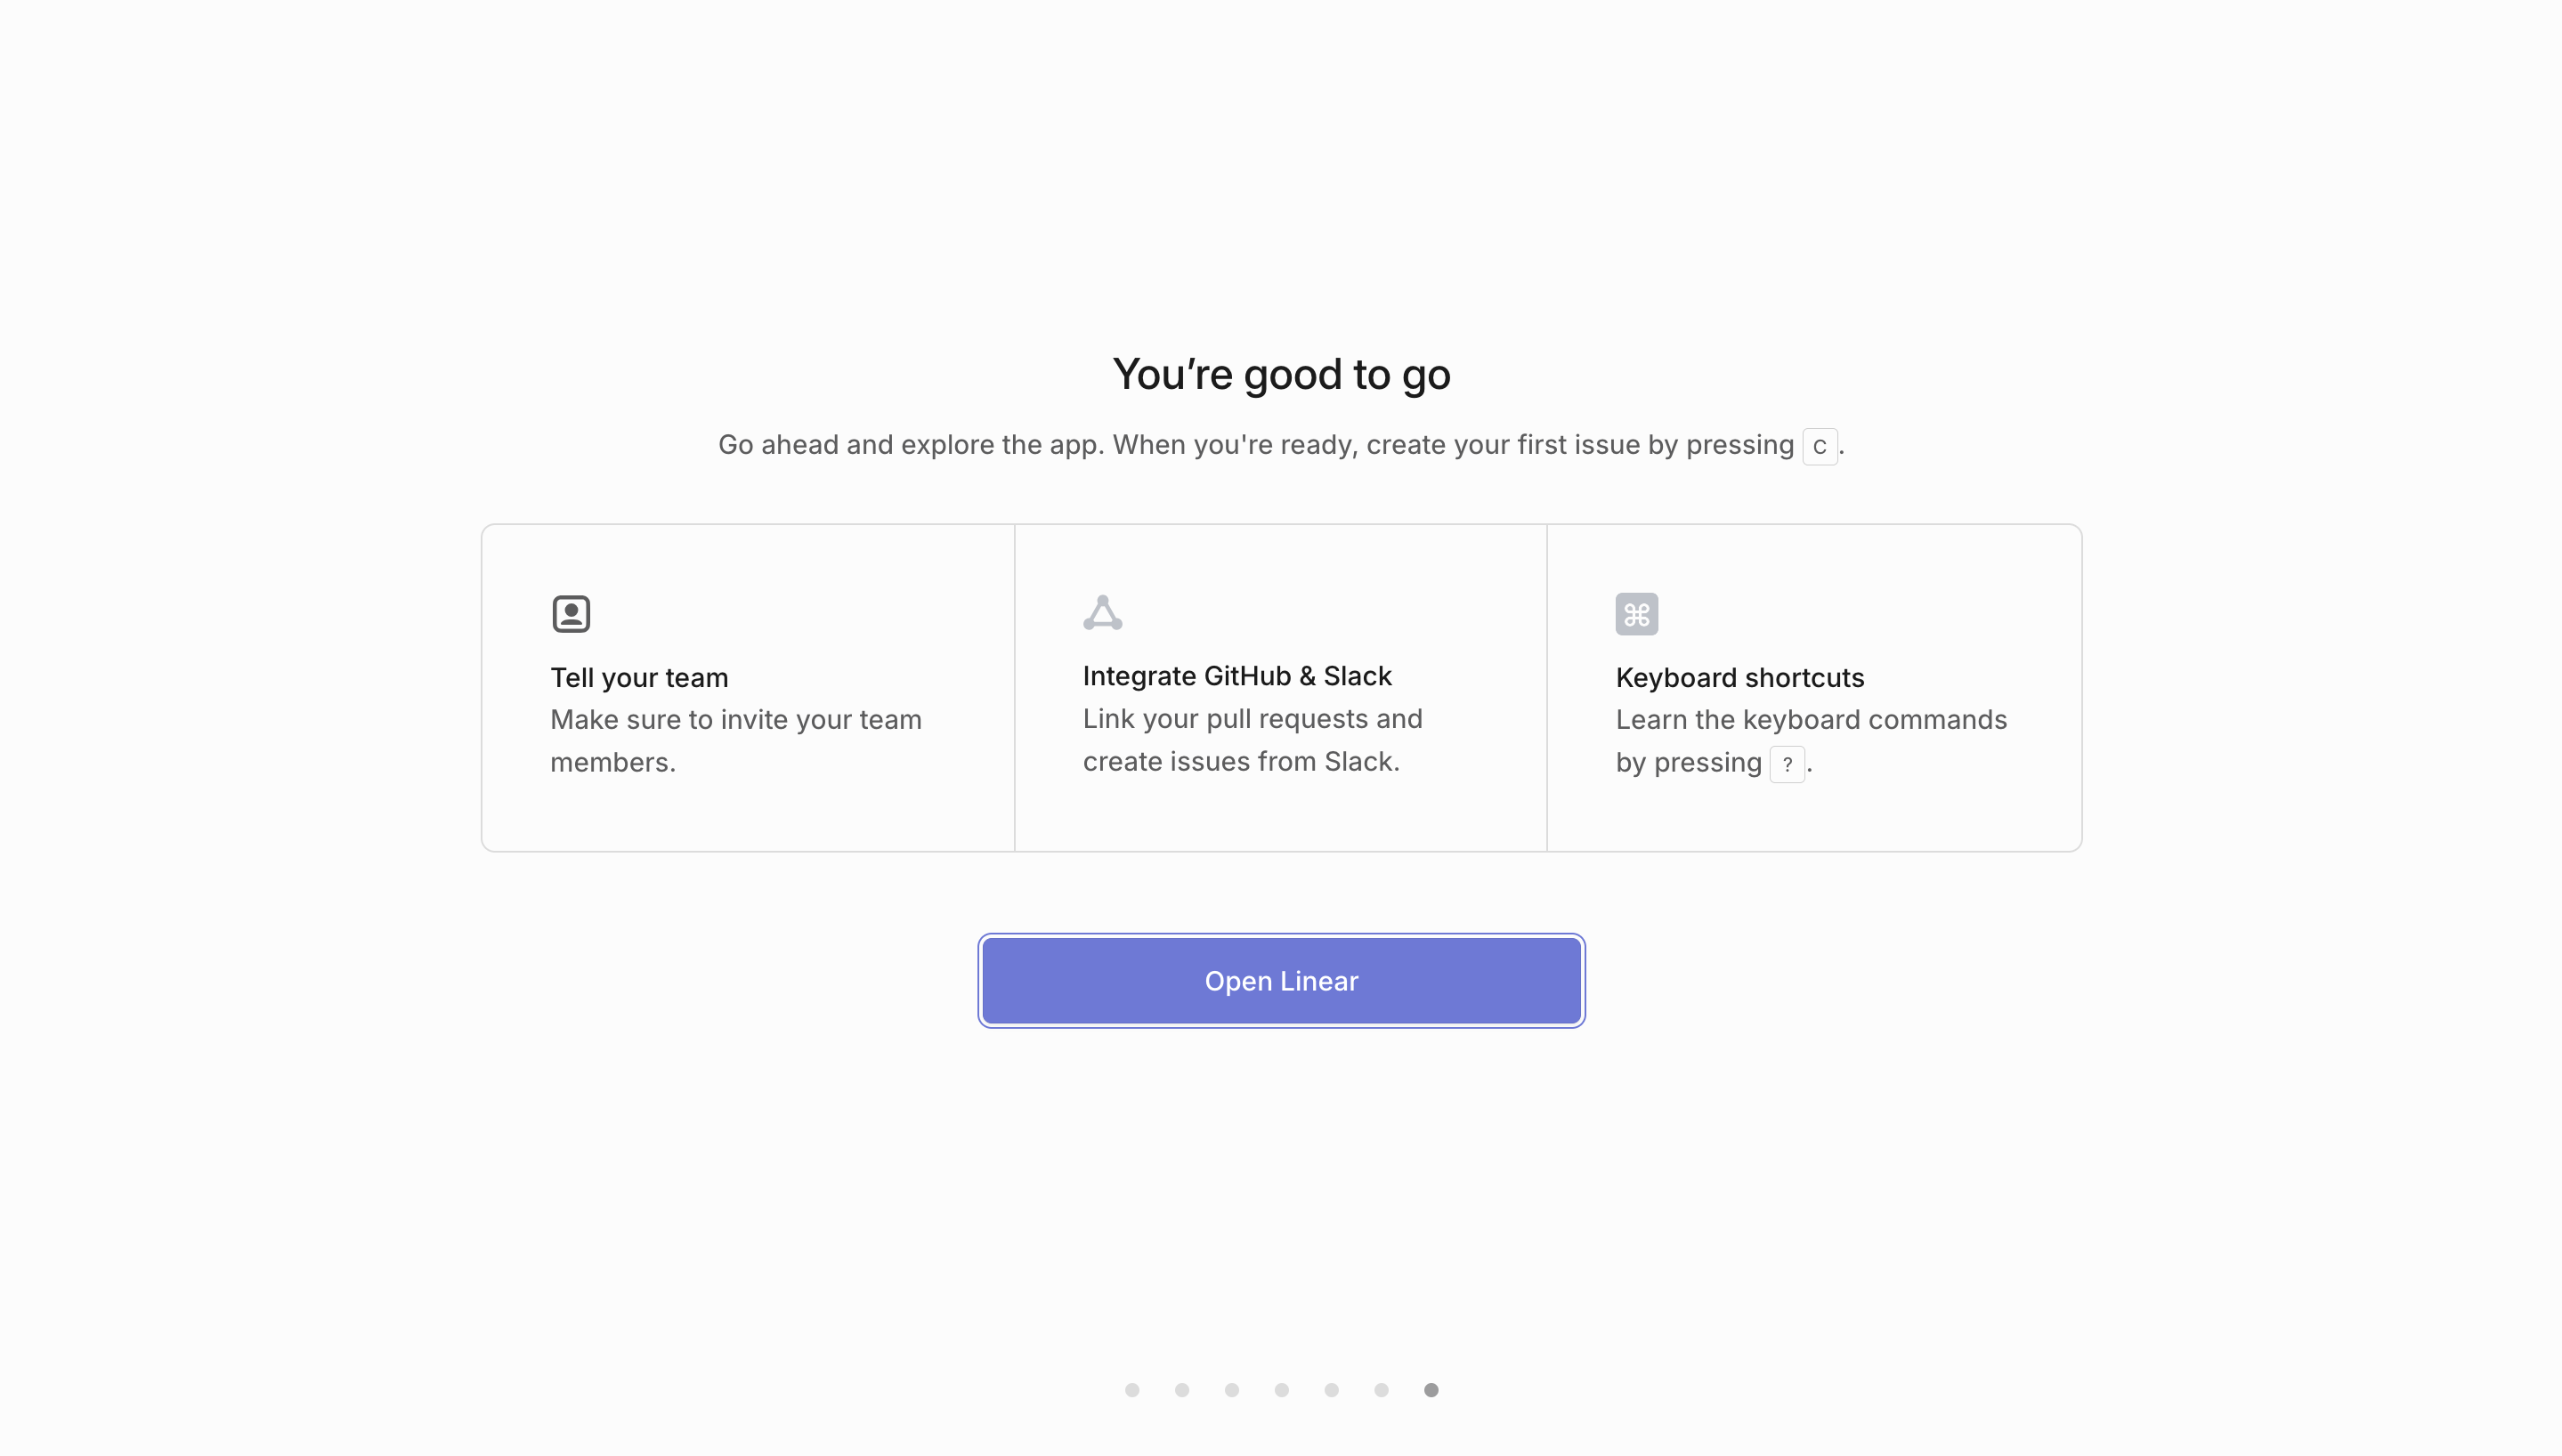 You’re good to go
Go ahead and explore the app. When you're ready, create your first issue by pressing C.
Tell your team
Make sure to invite your team
members.
Integrate GitHub & Slack
Link your pull requests and
create issues from Slack.
⌘
Keyboard shortcuts
Learn the keyboard commands
by pressing ?.
Open Linear